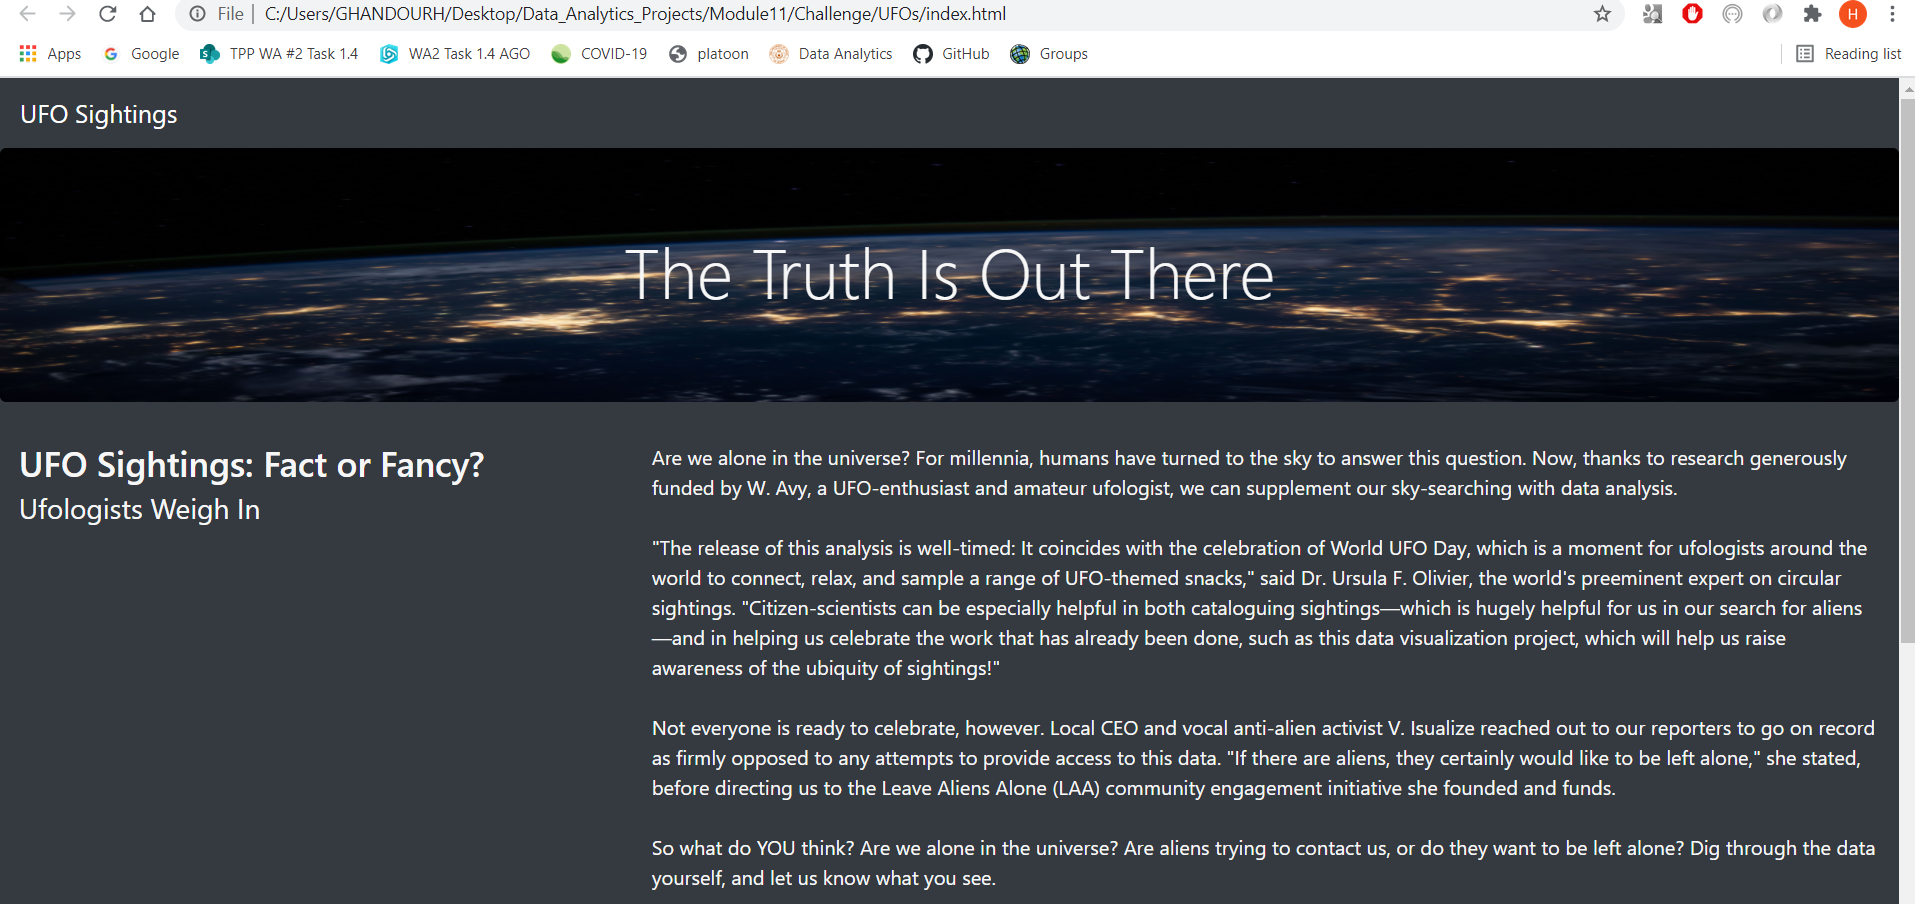 File | C:/Users/GHANDOURH/Desktop/Data_Analytics_Projects/Module11/Challenge/UFOs/index.html
H
Apps Google TPP WA #2 Task 1.4 WA2 Task 1.4 AGO COVID-19 platoon Data Analytics GitHub Groups Reading list
UFO Sightings
The Truth Is Out There
UFO Sightings: Fact or Fancy?
Ufologists Weigh In
Are we alone in the universe? For millennia, humans have turned to the sky to answer this question. Now, thanks to research generously
funded by W. Avy, a UFO-enthusiast and amateur ufologist, we can supplement our sky-searching with data analysis.
"The release of this analysis is well-timed: It coincides with the celebration of World UFO Day, which is a moment for ufologists around the
world to connect, relax, and sample a range of UFO-themed snacks," said Dr. Ursula F. Olivier, the world's preeminent expert on circular
sightings. "Citizen-scientists can be especially helpful in both cataloguing sightings—which is hugely helpful for us in our search for aliens
—and in helping us celebrate the work that has already been done, such as this data visualization project, which will help us raise
awareness of the ubiquity of sightings!"
Not everyone is ready to celebrate, however. Local CEO and vocal anti-alien activist V. Isualize reached out to our reporters to go on record
as firmly opposed to any attempts to provide access to this data. "If there are aliens, they certainly would like to be left alone," she stated,
before directing us to the Leave Aliens Alone (LAA) community engagement initiative she founded and funds.
So what do YOU think? Are we alone in the universe? Are aliens trying to contact us, or do they want to be left alone? Dig through the data
yourself, and let us know what you see.